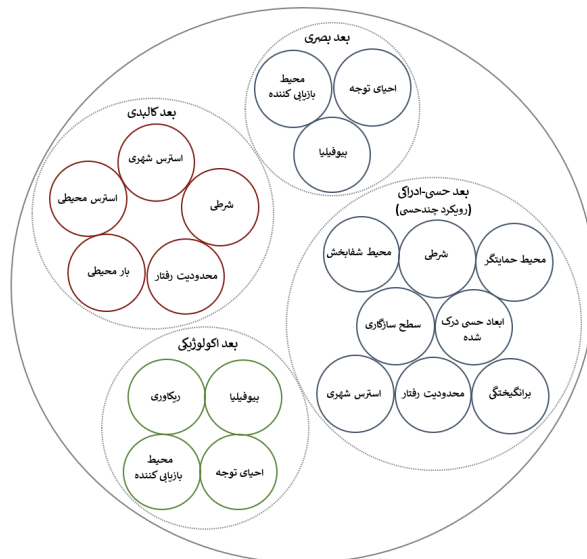 بعد بصری
محیط
بازیابی کننده
احیای توجه
بیوفیلیا
بعد کالبدی
استرس شهری
استرس محیطی
شرطی
بار محیطی
محدودیت رفتار
بعد حسی-ادراکی
(رویکرد چندحسی)
محیط شفابخش
شرطی
محیط حمایتگر
سطح سازگاری
ابعاد حسی درک
شده
استرس شهری
محدودیت رفتار
برانگیختگی
بعد اکولوژیکی
ریکاوری
بیوفیلیا
محیط
بازیابی کننده
احیای توجه